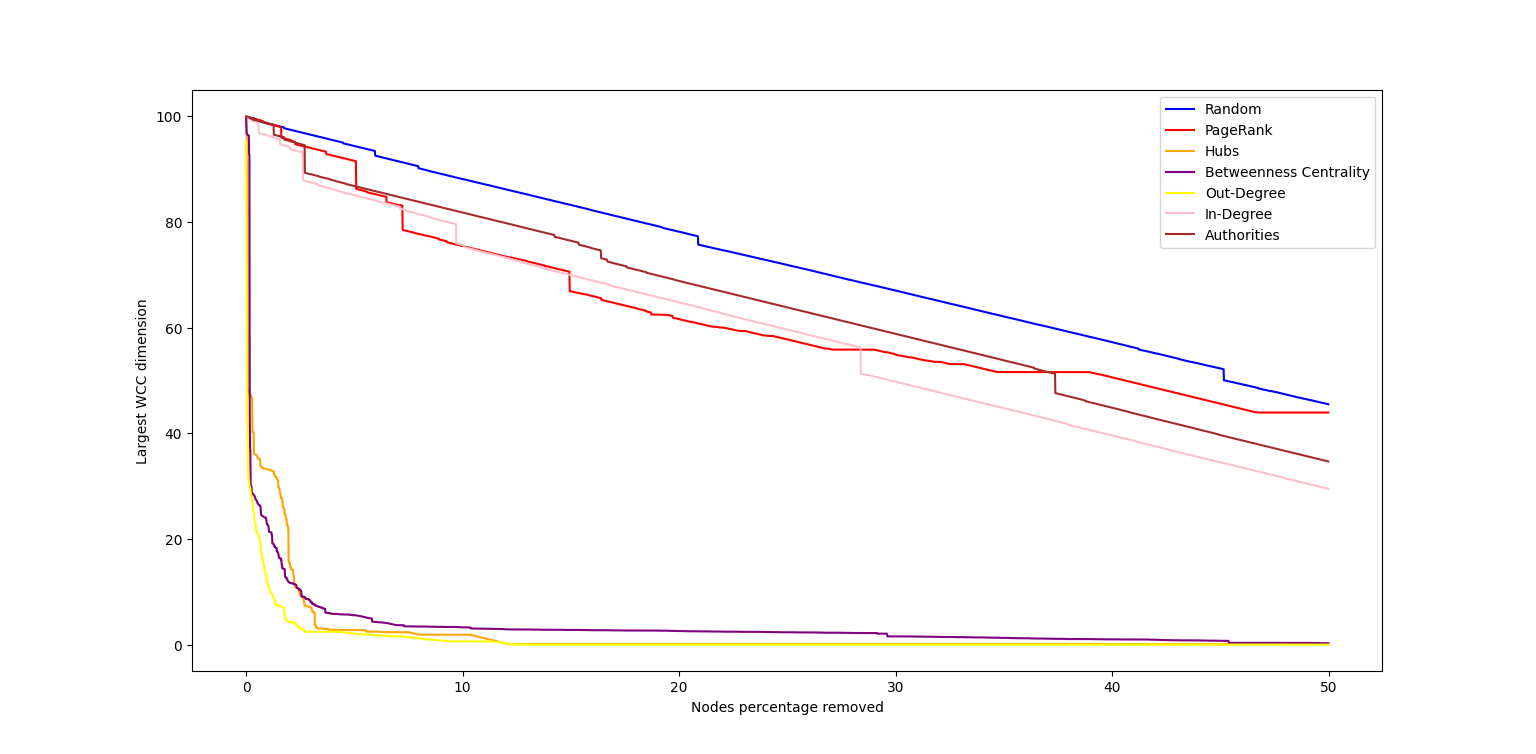 Random
PageRank
Hubs
Betweenness Centrality
Out-Degree
In-Degree
Authorities
100
80
60
40
20
0
Largest WCC dimension
0 10 20 30 40 50
Nodes percentage removed